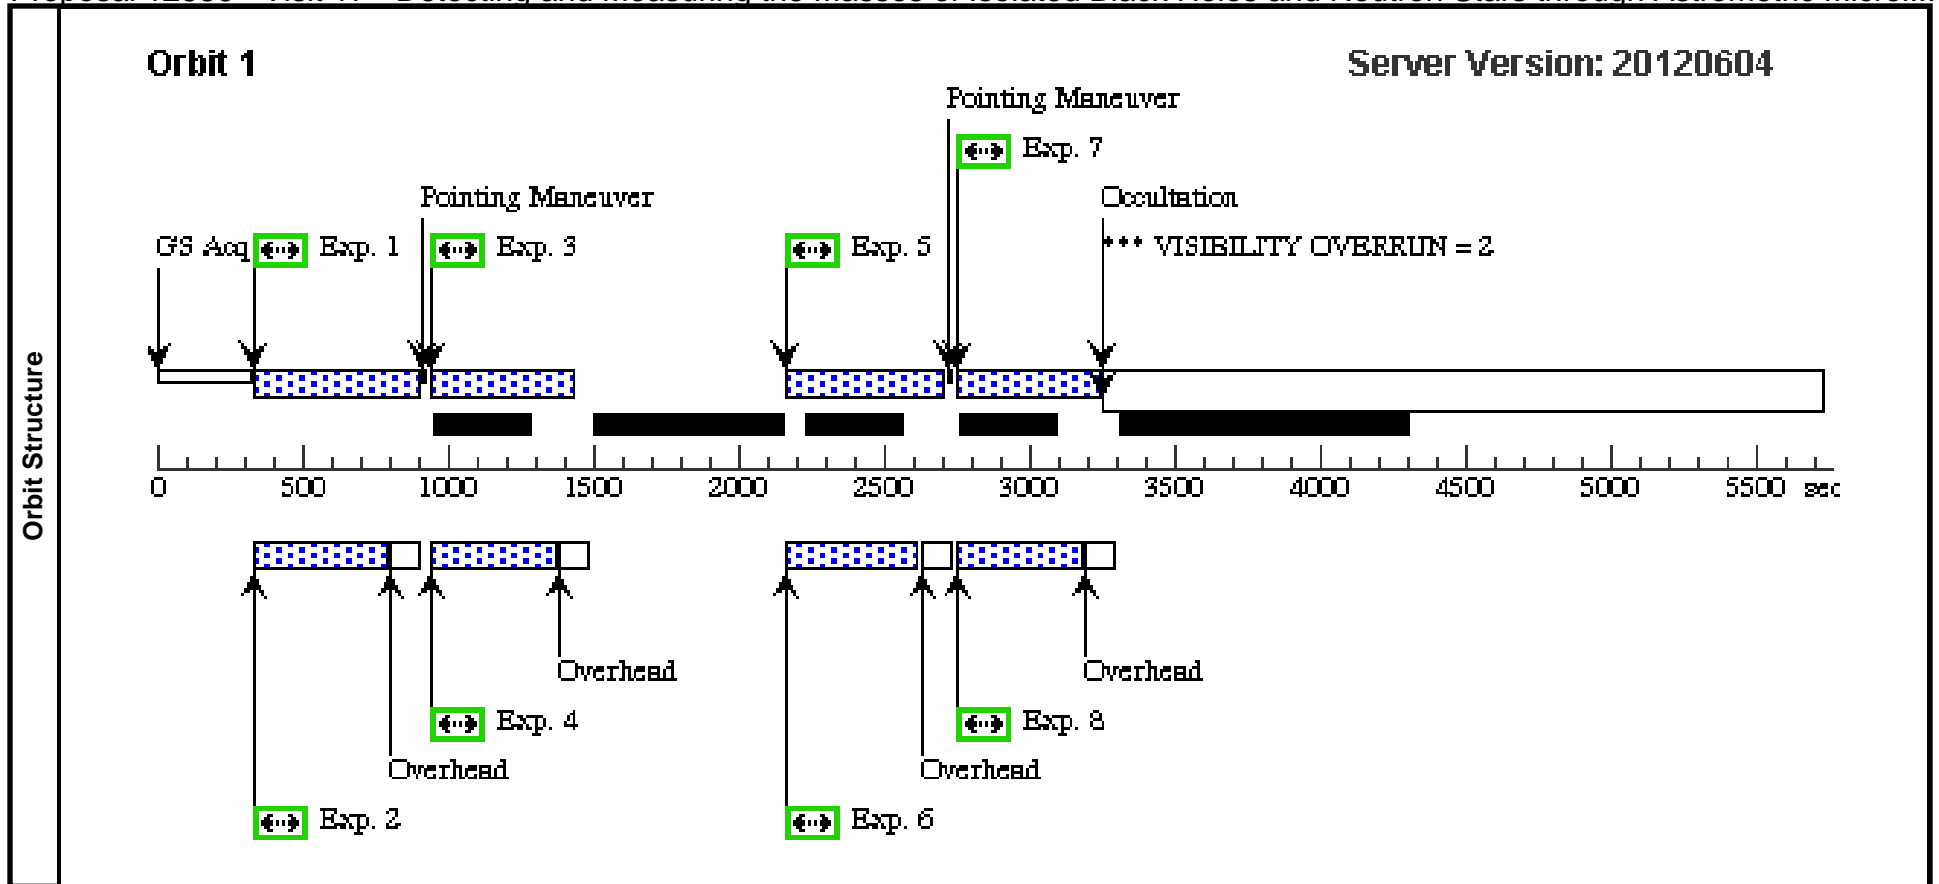 Orbit 1
Server Version: 20120604
Pointing Maneuver
Exp. 7
Pointing Maneuver
Occultation
GS Acq
Exp. 1
Exp. 3
Exp. 5
*** VISIBILITY OVERRUN = 2
Orbit Structure
0 500 1000 1500 2000 2500 3000 3500 4000 4500 5000 5500 sec
Overhead
Overhead
Exp. 4
Exp. 8
Overhead
Overhead
Exp. 2
Exp. 6